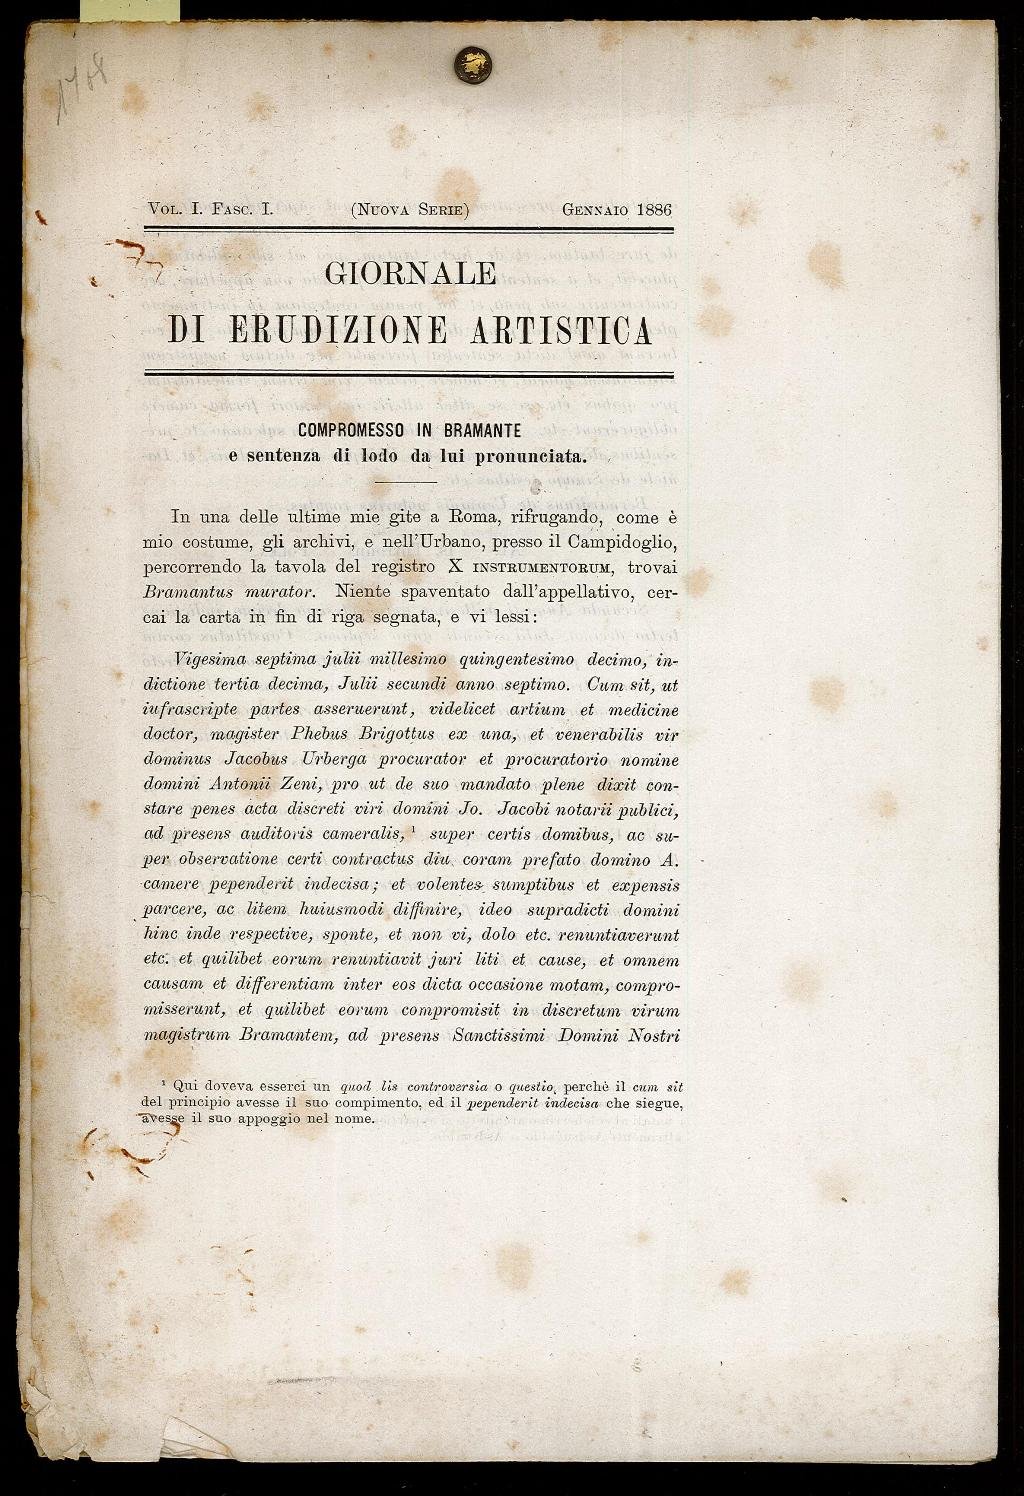 1768
Vol. I. Fasc. I. (Nuova Serie) Gennaio 1886
GIORNALE
DI ERUDIZIONE ARTISTICA
COMPROMESSO IN BRAMANTE
e sentenza di lodo da lui pronunciata.
In una delle ultime mie gite a Roma, rifrugando, come è
mio costume, gli archivi, e nell'Urbano, presso il Campidoglio,
percorrendo la tavola del registro X INSTRUMENTORUM, trovai
Bramantus murator. Niente spaventato dall'appellativo, cer-
cai la carta in fin di riga segnata, e vi lessi:
Vigesima septima julii millesimo quingentesimo decimo, in-
dictione tertia decima, Julii secundi anno septimo. Cum sit, ut
iufrascripte partes asseruerunt, videlicet artium et medicine
doctor, magister Phebus Brigottus ex una, et venerabilis vir
dominus Jacobus Urberga procurator et procuratorio nomine
domini Antonii Zeni, pro ut de suo mandato plene dixit con-
stare penes acta discreti viri domini Jo. Jacobi notarii publici,
ad presens auditoris cameralis, ¹ super certis domibus, ac su-
per observatione certi contractus diu coram prefato domino A.
camere pependerit indecisa; et volentes sumptibus et expensis
parcere, ac litem huiusmodi diffinire, ideo supradicti domini
hinc inde respective, sponte, et non vi, dolo etc. renuntiaverunt
etc. et quilibet eorum renuntiavit juri liti et cause, et omnem
causam et differentiam inter eos dicta occasione motam, compro-
misserunt, et quilibet eorum compromisit in discretum virum
magistrum Bramantem, ad presens Sanctissimi Domini Nostri
¹ Qui doveva esserci un quod lis controversia o questio, perchè il cum sit
del principio avesse il suo compimento, ed il pependerit indecisa che siegue,
avesse il suo appoggio nel nome.